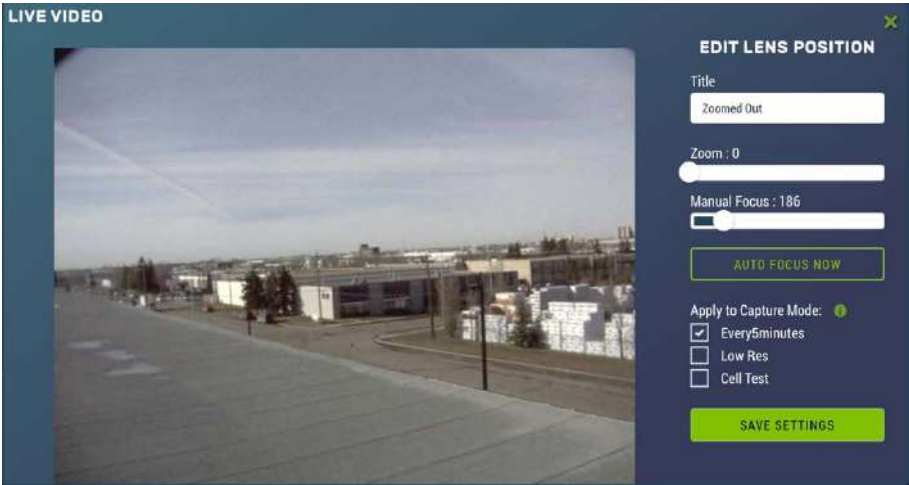 LIVE VIDEO
EDIT LENS POSITION
Title
Zoomed Out
Zoom : 0
Manual Focus : 186
AUTO FOCUS NOW
Apply to Capture Mode:
Every5minutes
Low Res
Cell Test
SAVE SETTINGS